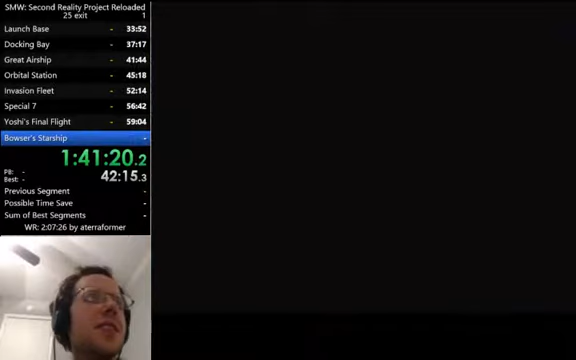 SMW: Second Reality Project Reloaded
25 exit 1
Launch Base - 33:52
Docking Bay - 37:17
Great Airship - 41:44
Orbital Station - 45:18
Invasion Fleet - 52:14
Special 7 - 56:42
Yoshi's Final Flight - 59:04
Bowser's Starship -
1:41:20.2
PB: -
Best: - 42:15.3
Previous Segment -
Possible Time Save -
Sum of Best Segments -
WR: 2:07:26 by aterraformer